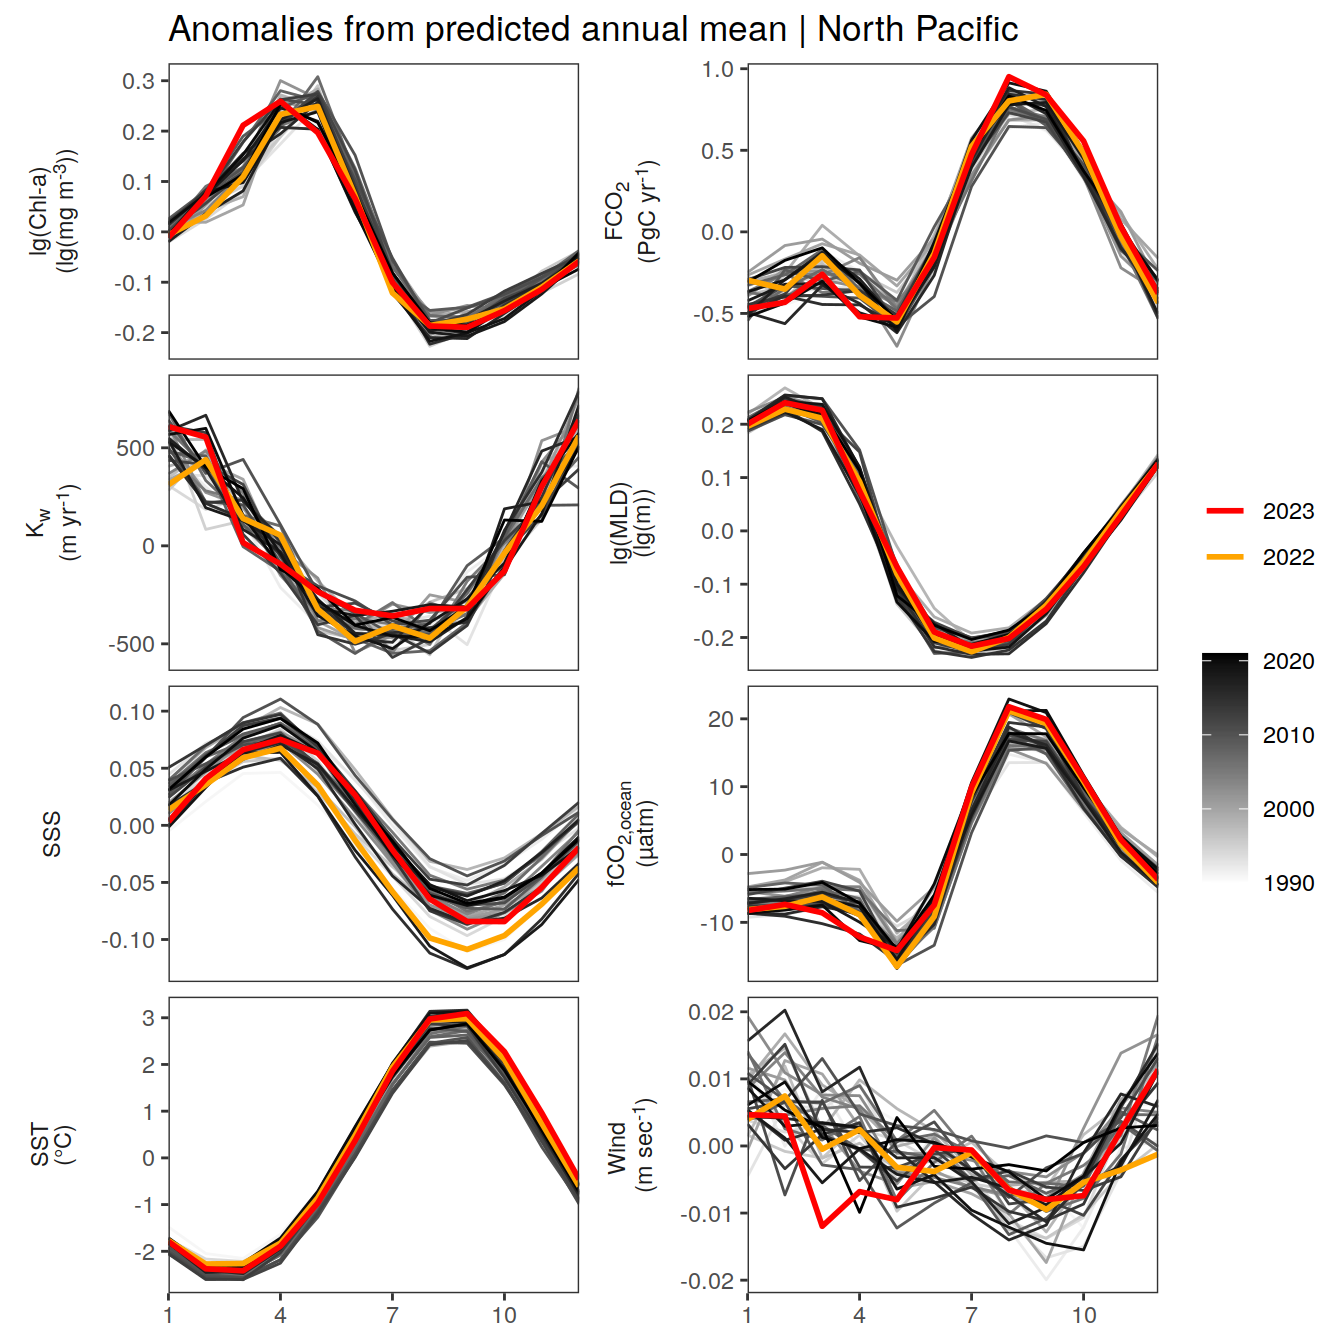 Anomalies from predicted annual mean | North Pacific
lg(Chl-a)
(lg(mg m⁻³))
0.3
0.2
0.1
0.0
-0.1
-0.2
FCO₂
(PgC yr⁻¹)
1.0
0.5
0.0
-0.5
K_w
(m yr⁻¹)
500
0
-500
lg(MLD)
(lg(m))
0.2
0.1
0.0
-0.1
-0.2
SSS
0.10
0.05
0.00
-0.05
-0.10
fCO₂,ocean
(µatm)
20
10
0
-10
SST
(°C)
3
2
1
0
-1
-2
1 4 7 10
Wind
(m sec⁻¹)
0.02
0.01
0.00
-0.01
-0.02
1 4 7 10
2023
2022
2020
2010
2000
1990